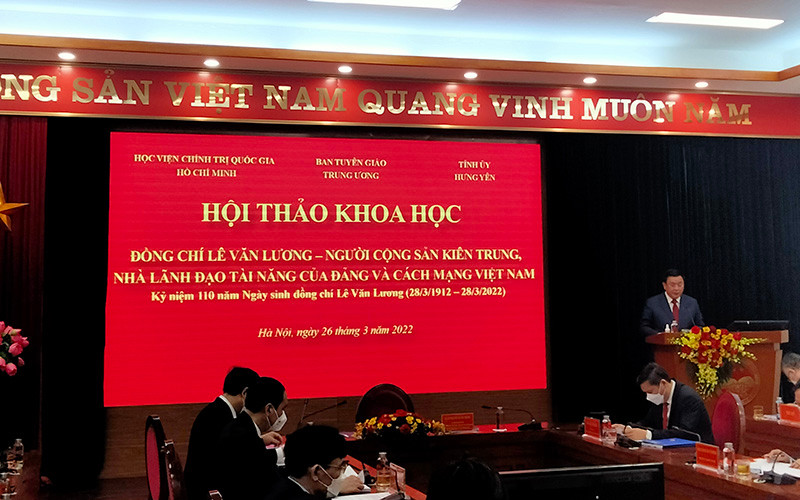 ỘNG SẢN VIỆT NAM QUANG VINH MUÔN NĂM
HỌC VIỆN CHÍNH TRỊ QUỐC GIA
HỒ CHÍ MINH
BAN TUYÊN GIÁO
TRUNG ƯƠNG
TỈNH ỦY
HƯNG YÊN
HỘI THẢO KHOA HỌC
ĐỒNG CHÍ LÊ VĂN LƯƠNG – NGƯỜI CỘNG SẢN KIÊN TRUNG,
NHÀ LÃNH ĐẠO TÀI NĂNG CỦA ĐẢNG VÀ CÁCH MẠNG VIỆT NAM
Kỷ niệm 110 năm Ngày sinh đồng chí Lê Văn Lương (28/3/1912 – 28/3/2022)
Hà Nội, ngày 26 tháng 3 năm 2022